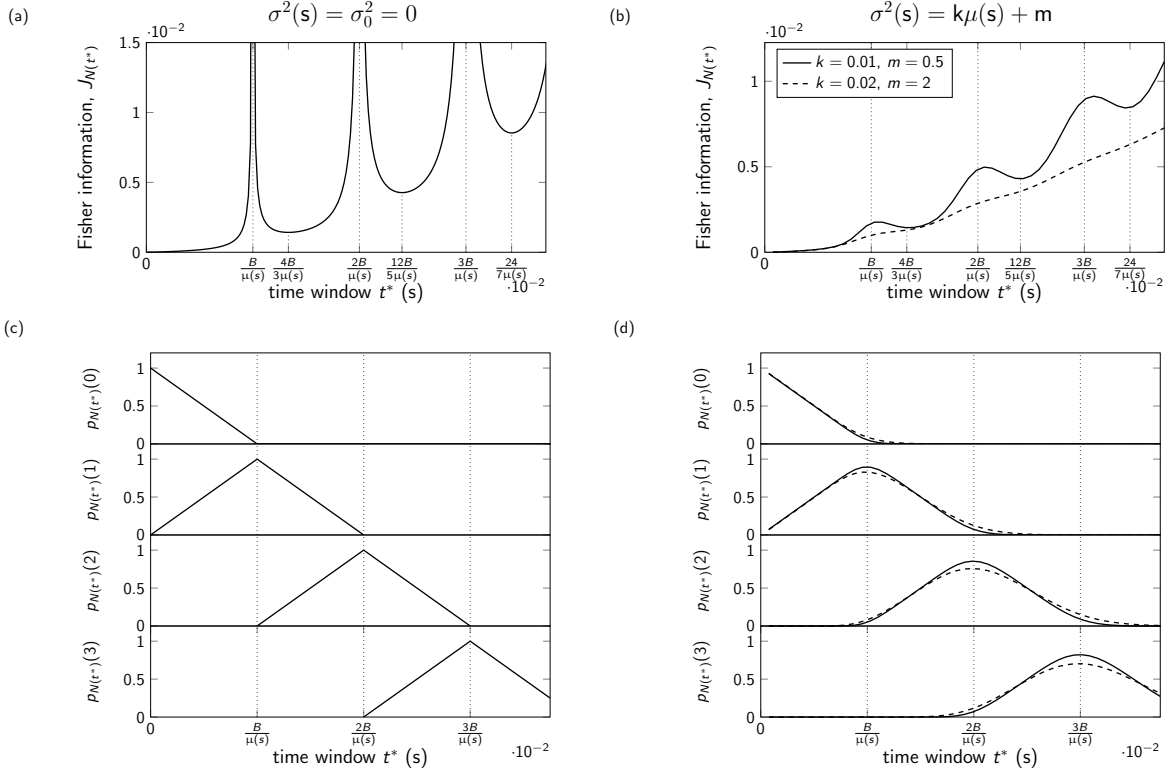 (a)
σ²(s) = σ₀² = 0
·10⁻²
1.5
1
0.5
0
Fisher information, J_{N(t*)}
0
B/μ(s)
4B/3μ(s)
2B/μ(s)
12B/5μ(s)
3B/μ(s)
24/7μ(s)
·10⁻²
time window t* (s)
(b)
σ²(s) = kμ(s) + m
·10⁻²
1
0.5
0
Fisher information, J_{N(t*)}
k = 0.01, m = 0.5
k = 0.02, m = 2
0
B/μ(s)
4B/3μ(s)
2B/μ(s)
12B/5μ(s)
3B/μ(s)
24/7μ(s)
·10⁻²
time window t* (s)
(c)
p_{N(t*)}(0)
1
0.5
0
p_{N(t*)}(1)
1
0.5
0
p_{N(t*)}(2)
1
0.5
0
p_{N(t*)}(3)
1
0.5
0
0
B/μ(s)
2B/μ(s)
3B/μ(s)
·10⁻²
time window t* (s)
(d)
p_{N(t*)}(0)
1
0.5
0
p_{N(t*)}(1)
1
0.5
0
p_{N(t*)}(2)
1
0.5
0
p_{N(t*)}(3)
1
0.5
0
0
B/μ(s)
2B/μ(s)
3B/μ(s)
·10⁻²
time window t* (s)